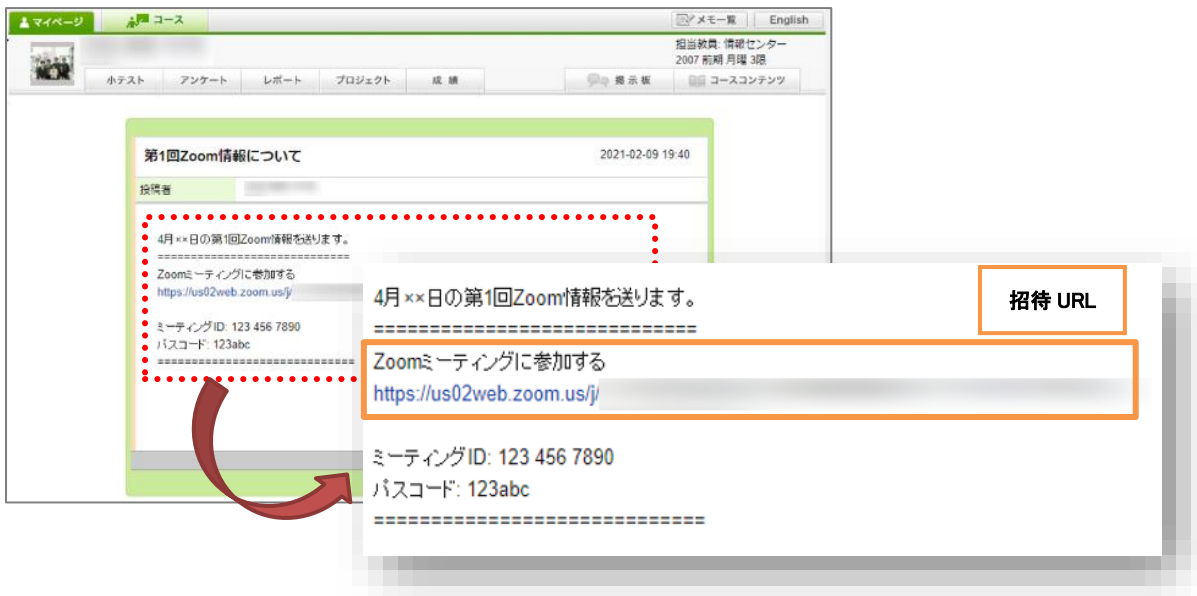 マイページ
コース
メモ一覧
English
担当教員: 情報センター
2007 前期 月曜 3限
小テスト
アンケート
レポート
プロジェクト
成績
掲示板
コースコンテンツ
第1回Zoom情報について
2021-02-09 19:40
投稿者
4月××日の第1回Zoom情報を送ります。
=============================
Zoomミーティングに参加する
https://us02web.zoom.us/j/
ミーティングID: 123 456 7890
パスコード: 123abc
=============================
招待 URL
4月××日の第1回Zoom情報を送ります。
============================
Zoomミーティングに参加する
https://us02web.zoom.us/j/
ミーティングID: 123 456 7890
パスコード: 123abc
=============================